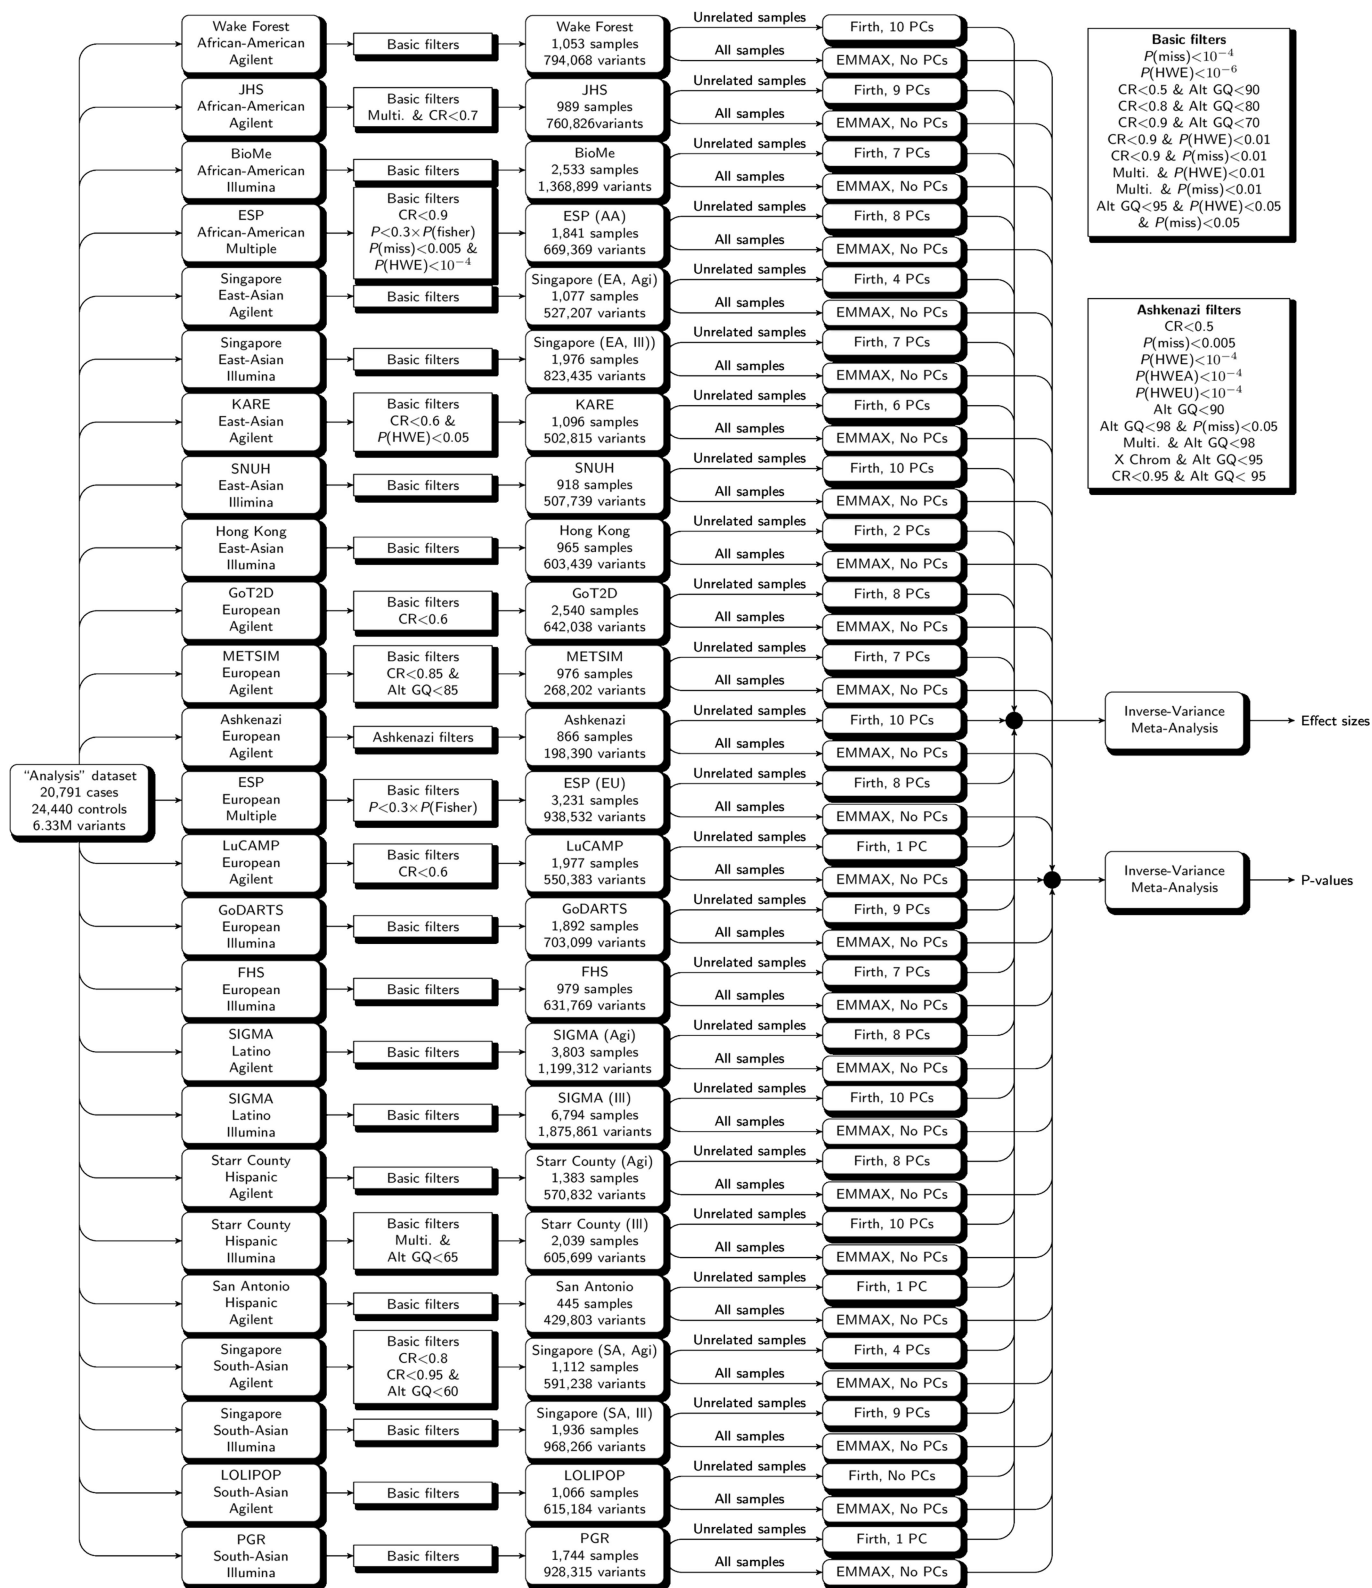 Wake Forest
African-American
Agilent
Basic filters
Wake Forest
1,053 samples
794,068 variants
Unrelated samples
All samples
Firth, 10 PCs
EMMAX, No PCs
JHS
African-American
Agilent
Basic filters
Multi. & CR<0.7
JHS
989 samples
760,826variants
Unrelated samples
All samples
Firth, 9 PCs
EMMAX, No PCs
BioMe
African-American
Illumina
Basic filters
BioMe
2,533 samples
1,368,899 variants
Unrelated samples
All samples
Firth, 7 PCs
EMMAX, No PCs
ESP
African-American
Multiple
Basic filters
CR<0.9
P<0.3×P(fisher)
P(miss)<0.005 &
P(HWE)<10⁻⁴
ESP (AA)
1,841 samples
669,369 variants
Unrelated samples
All samples
Firth, 8 PCs
EMMAX, No PCs
Singapore
East-Asian
Agilent
Basic filters
Singapore (EA, Agi)
1,077 samples
527,207 variants
Unrelated samples
All samples
Firth, 4 PCs
EMMAX, No PCs
Singapore
East-Asian
Illumina
Basic filters
Singapore (EA, Ill))
1,976 samples
823,435 variants
Unrelated samples
All samples
Firth, 7 PCs
EMMAX, No PCs
KARE
East-Asian
Agilent
Basic filters
CR<0.6 &
P(HWE)<0.05
KARE
1,096 samples
502,815 variants
Unrelated samples
All samples
Firth, 6 PCs
EMMAX, No PCs
SNUH
East-Asian
Illimina
Basic filters
SNUH
918 samples
507,739 variants
Unrelated samples
All samples
Firth, 10 PCs
EMMAX, No PCs
Hong Kong
East-Asian
Illumina
Basic filters
Hong Kong
965 samples
603,439 variants
Unrelated samples
All samples
Firth, 2 PCs
EMMAX, No PCs
GoT2D
European
Agilent
Basic filters
CR<0.6
GoT2D
2,540 samples
642,038 variants
Unrelated samples
All samples
Firth, 8 PCs
EMMAX, No PCs
METSIM
European
Agilent
Basic filters
CR<0.85 &
Alt GQ<85
METSIM
976 samples
268,202 variants
Unrelated samples
All samples
Firth, 7 PCs
EMMAX, No PCs
Ashkenazi
European
Agilent
Ashkenazi filters
Ashkenazi
866 samples
198,390 variants
Unrelated samples
All samples
Firth, 10 PCs
EMMAX, No PCs
"Analysis" dataset
20,791 cases
24,440 controls
6.33M variants
ESP
European
Multiple
Basic filters
P<0.3×P(Fisher)
ESP (EU)
3,231 samples
938,532 variants
Unrelated samples
All samples
Firth, 8 PCs
EMMAX, No PCs
LuCAMP
European
Agilent
Basic filters
CR<0.6
LuCAMP
1,977 samples
550,383 variants
Unrelated samples
All samples
Firth, 1 PC
EMMAX, No PCs
GoDARTS
European
Illumina
Basic filters
GoDARTS
1,892 samples
703,099 variants
Unrelated samples
All samples
Firth, 9 PCs
EMMAX, No PCs
FHS
European
Illumina
Basic filters
FHS
979 samples
631,769 variants
Unrelated samples
All samples
Firth, 7 PCs
EMMAX, No PCs
SIGMA
Latino
Agilent
Basic filters
SIGMA (Agi)
3,803 samples
1,199,312 variants
Unrelated samples
All samples
Firth, 8 PCs
EMMAX, No PCs
SIGMA
Latino
Illumina
Basic filters
SIGMA (Ill)
6,794 samples
1,875,861 variants
Unrelated samples
All samples
Firth, 10 PCs
EMMAX, No PCs
Starr County
Hispanic
Agilent
Basic filters
Starr County (Agi)
1,383 samples
570,832 variants
Unrelated samples
All samples
Firth, 8 PCs
EMMAX, No PCs
Starr County
Hispanic
Illumina
Basic filters
Multi. &
Alt GQ<65
Starr County (Ill)
2,039 samples
605,699 variants
Unrelated samples
All samples
Firth, 10 PCs
EMMAX, No PCs
San Antonio
Hispanic
Agilent
Basic filters
San Antonio
445 samples
429,803 variants
Unrelated samples
All samples
Firth, 1 PC
EMMAX, No PCs
Singapore
South-Asian
Agilent
Basic filters
CR<0.8
CR<0.95 &
Alt GQ<60
Singapore (SA, Agi)
1,112 samples
591,238 variants
Unrelated samples
All samples
Firth, 4 PCs
EMMAX, No PCs
Singapore
South-Asian
Illumina
Basic filters
Singapore (SA, Ill)
1,936 samples
968,266 variants
Unrelated samples
All samples
Firth, 9 PCs
EMMAX, No PCs
LOLIPOP
South-Asian
Agilent
Basic filters
LOLIPOP
1,066 samples
615,184 variants
Unrelated samples
All samples
Firth, No PCs
EMMAX, No PCs
PGR
South-Asian
Illumina
Basic filters
PGR
1,744 samples
928,315 variants
Unrelated samples
All samples
Firth, 1 PC
EMMAX, No PCs
Basic filters
P(miss)<10⁻⁴
P(HWE)<10⁻⁶
CR<0.5 & Alt GQ<90
CR<0.8 & Alt GQ<80
CR<0.9 & Alt GQ<70
CR<0.9 & P(HWE)<0.01
CR<0.9 & P(miss)<0.01
Multi. & P(HWE)<0.01
Multi. & P(miss)<0.01
Alt GQ<95 & P(HWE)<0.05
& P(miss)<0.05
Ashkenazi filters
CR<0.5
P(miss)<0.005
P(HWE)<10⁻⁴
P(HWEA)<10⁻⁴
P(HWEU)<10⁻⁴
Alt GQ<90
Alt GQ<98 & P(miss)<0.05
Multi. & Alt GQ<98
X Chrom & Alt GQ<95
CR<0.95 & Alt GQ< 95
Inverse-Variance
Meta-Analysis
Effect sizes
Inverse-Variance
Meta-Analysis
P-values